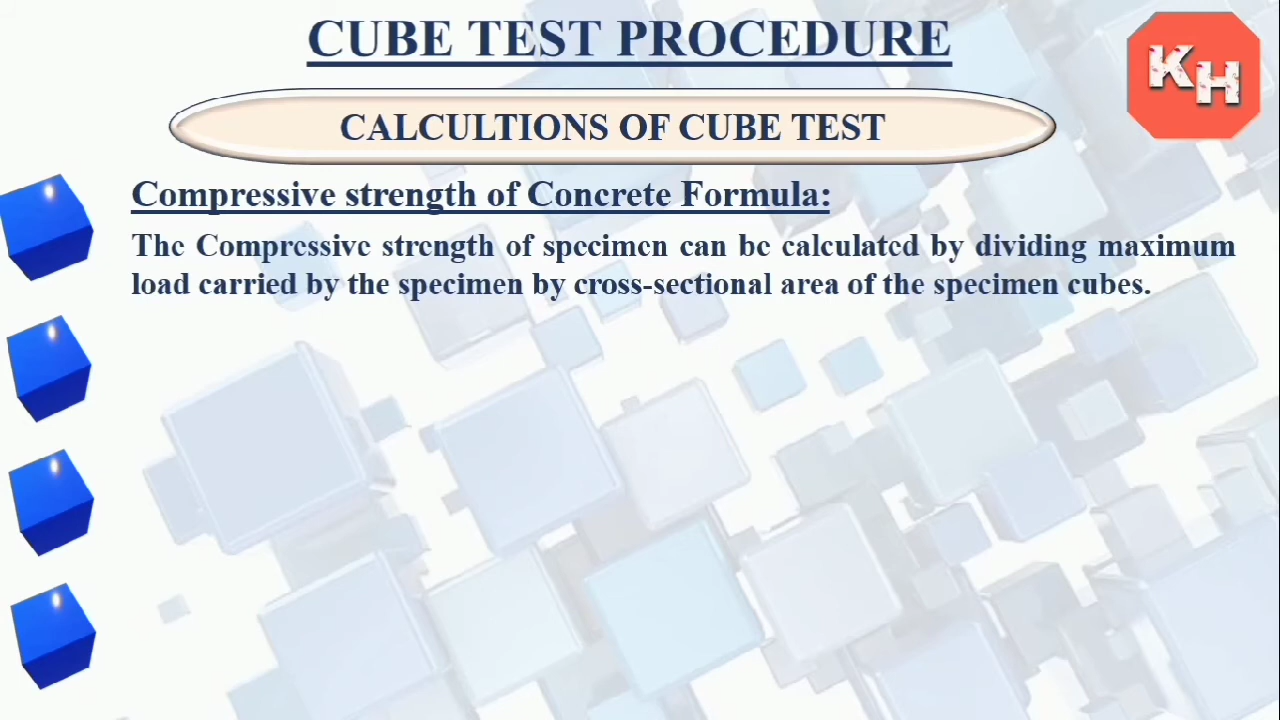 CUBE TEST PROCEDURE
KH
CALCULTIONS OF CUBE TEST
Compressive strength of Concrete Formula:
The Compressive strength of specimen can be calculated by dividing maximum
load carried by the specimen by cross-sectional area of the specimen cubes.